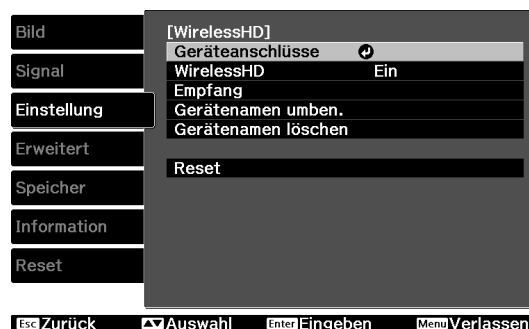 Bild
Signal
Einstellung
Erweitert
Speicher
Information
Reset
[WirelessHD]
Geräteanschlüsse
WirelessHD Ein
Empfang
Gerätenamen umben.
Gerätenamen löschen
Reset
Esc Zurück Auswahl Enter Eingeben Menu Verlassen